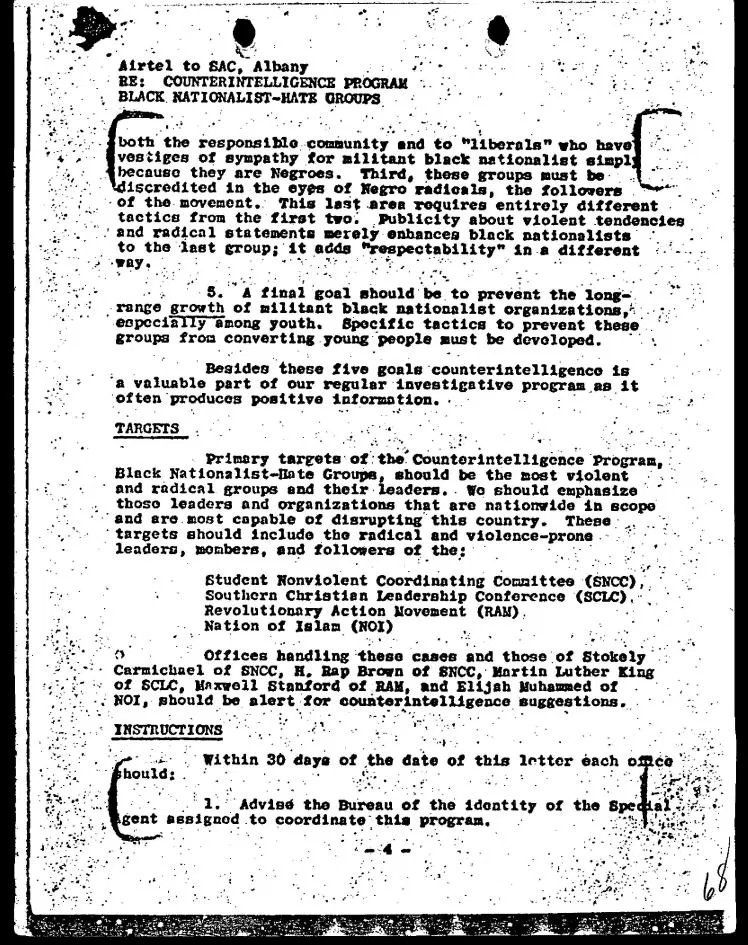 Airtel to SAC, Albany
RE: COUNTERINTELLIGENCE PROGRAM
BLACK NATIONALIST-HATE GROUPS
both the responsible community and to "liberals" who have
vestiges of sympathy for militant black nationalist simply
because they are Negroes. Third, these groups must be
discredited in the eyes of Negro radicals, the followers
of the movement. This last area requires entirely different
tactics from the first two. Publicity about violent tendencies
and radical statements merely enhances black nationalists
to the last group; it adds "respectability" in a different
way.
5. A final goal should be to prevent the long-
range growth of militant black nationalist organizations,
especially among youth. Specific tactics to prevent these
groups from converting young people must be developed.
Besides these five goals counterintelligence is
a valuable part of our regular investigative program as it
often produces positive information.
TARGETS
Primary targets of the Counterintelligence Program,
Black Nationalist-Hate Groups, should be the most violent
and radical groups and their leaders. We should emphasize
those leaders and organizations that are nationwide in scope
and are most capable of disrupting this country. These
targets should include the radical and violence-prone
leaders, members, and followers of the:
Student Nonviolent Coordinating Committee (SNCC),
Southern Christian Leadership Conference (SCLC),
Revolutionary Action Movement (RAM)
Nation of Islam (NOI)
Offices handling these cases and those of Stokely
Carmichael of SNCC, H. Rap Brown of SNCC, Martin Luther King
of SCLC, Maxwell Stanford of RAM, and Elijah Muhammed of
NOI, should be alert for counterintelligence suggestions.
INSTRUCTIONS
Within 30 days of the date of this letter each office
should:
1. Advise the Bureau of the identity of the Special
Agent assigned to coordinate this program.
- 4 -
68